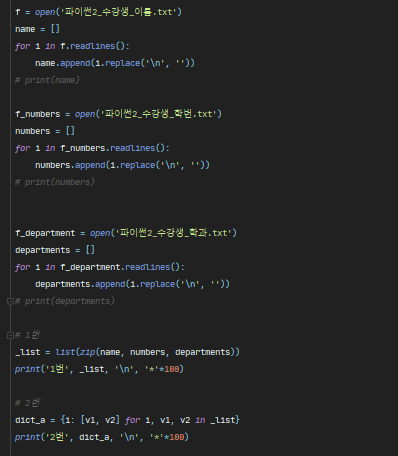 f = open('파이썬2_수강생_이름.txt')
name = []
for i in f.readlines():
    name.append(i.replace('\n', ''))
# print(name)

f_numbers = open('파이썬2_수강생_학번.txt')
numbers = []
for i in f_numbers.readlines():
    numbers.append(i.replace('\n', ''))
# print(numbers)


f_department = open('파이썬2_수강생_학과.txt')
departments = []
for i in f_department.readlines():
    departments.append(i.replace('\n', ''))
# print(departments)

# 1번
_list = list(zip(name, numbers, departments))
print('1번', _list, '\n', '*'*100)

# 2번
dict_a = {i: [v1, v2] for i, v1, v2 in _list}
print('2번', dict_a, '\n', '*'*100)